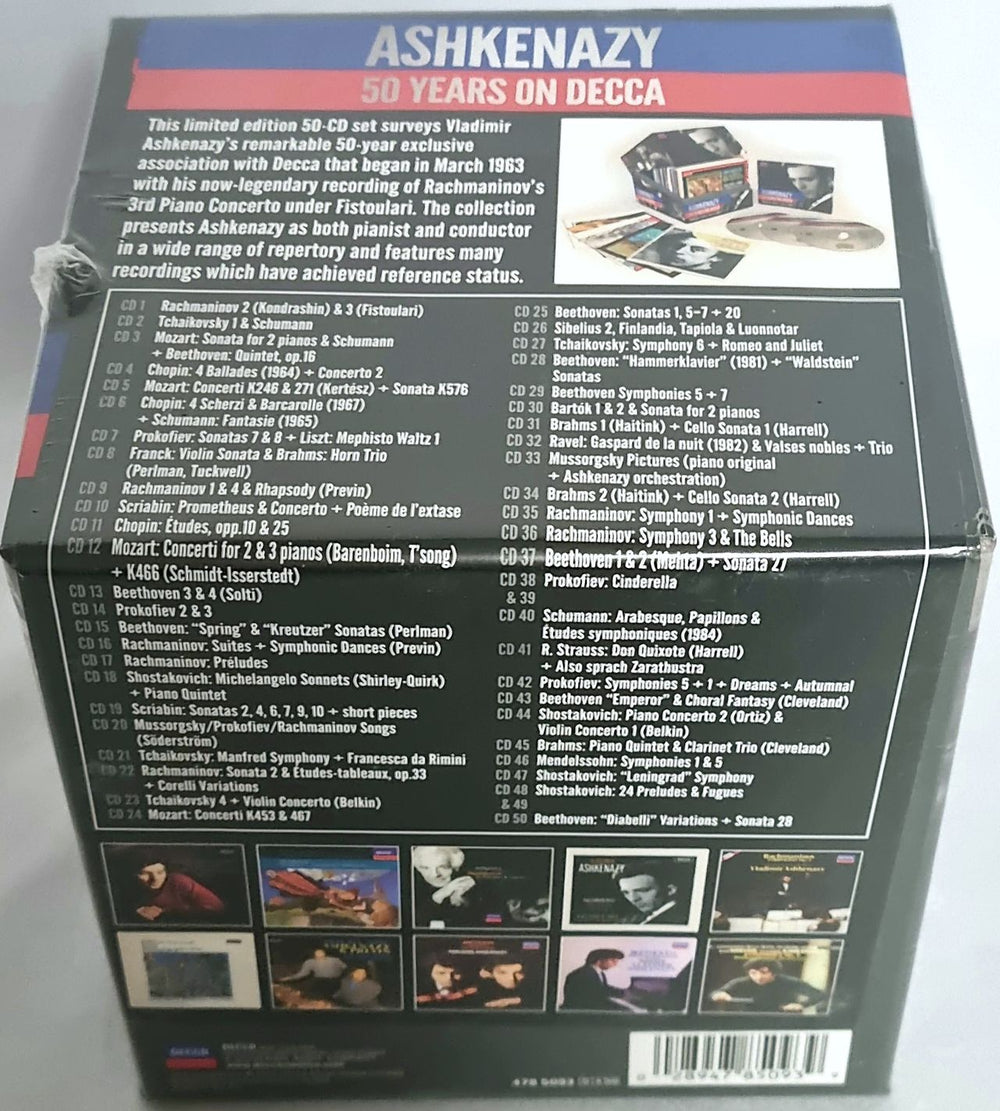 ASHKENAZY
50 YEARS ON DECCA
This limited edition 50-CD set surveys Vladimir
Ashkenazy's remarkable 50-year exclusive
association with Decca that began in March 1963
with his now-legendary recording of Rachmaninov's
3rd Piano Concerto under Fistoulari. The collection
presents Ashkenazy as both pianist and conductor
in a wide range of repertory and features many
recordings which have achieved reference status.
CD 1 Rachmaninov 2 (Kondrashin) & 3 (Fistoulari)
CD 2 Tchaikovsky 1 & Schumann
CD 3 Mozart: Sonata for 2 pianos & Schumann
+ Beethoven: Quintet, op.16
CD 4 Chopin: 4 Ballades (1964) + Concerto 2
CD 5 Mozart: Concerti K246 & 271 (Kertész) + Sonata K576
CD 6 Chopin: 4 Scherzi & Barcarolle (1967)
+ Schumann: Fantasie (1965)
CD 7 Prokofiev: Sonatas 7 & 8 + Liszt: Mephisto Waltz 1
CD 8 Franck: Violin Sonata & Brahms: Horn Trio
(Perlman, Tuckwell)
CD 9 Rachmaninov 1 & 4 & Rhapsody (Previn)
CD 10 Scriabin: Prometheus & Concerto + Poème de l'extase
CD 11 Chopin: Études, opp.10 & 25
CD 12 Mozart: Concerti for 2 & 3 pianos (Barenboim, T'song)
+ K466 (Schmidt-Isserstedt)
CD 13 Beethoven 3 & 4 (Solti)
CD 14 Prokofiev 2 & 3
CD 15 Beethoven: "Spring" & "Kreutzer" Sonatas (Perlman)
CD 16 Rachmaninov: Suites + Symphonic Dances (Previn)
CD 17 Rachmaninov: Préludes
CD 18 Shostakovich: Michelangelo Sonnets (Shirley-Quirk)
+ Piano Quintet
CD 19 Scriabin: Sonatas 2, 4, 6, 7, 9, 10 + short pieces
CD 20 Mussorgsky/Prokofiev/Rachmaninov Songs
(Söderström)
CD 21 Tchaikovsky: Manfred Symphony + Francesca da Rimini
CD 22 Rachmaninov: Sonata 2 & Études-tableaux, op.33
+ Corelli Variations
CD 23 Tchaikovsky 4 + Violin Concerto (Belkin)
CD 24 Mozart: Concerti K453 & 467
CD 25 Beethoven: Sonatas 1, 5–7 + 20
CD 26 Sibelius 2, Finlandia, Tapiola & Luonnotar
CD 27 Tchaikovsky: Symphony 6 + Romeo and Juliet
CD 28 Beethoven: "Hammerklavier" (1981) + "Waldstein"
Sonatas
CD 29 Beethoven Symphonies 5 + 7
CD 30 Bartók 1 & 2 & Sonata for 2 pianos
CD 31 Brahms 1 (Haitink) + Cello Sonata 1 (Harrell)
CD 32 Ravel: Gaspard de la nuit (1982) & Valses nobles + Trio
CD 33 Mussorgsky Pictures (piano original
+ Ashkenazy orchestration)
CD 34 Brahms 2 (Haitink) + Cello Sonata 2 (Harrell)
CD 35 Rachmaninov: Symphony 1 + Symphonic Dances
CD 36 Rachmaninov: Symphony 3 & The Bells
CD 37 Beethoven 1 & 2 (Mehta) + Sonata 27
CD 38 Prokofiev: Cinderella
& 39
CD 40 Schumann: Arabesque, Papillons &
Études symphoniques (1984)
CD 41 R. Strauss: Don Quixote (Harrell)
+ Also sprach Zarathustra
CD 42 Prokofiev: Symphonies 5 + 1 + Dreams + Autumnal
CD 43 Beethoven "Emperor" & Choral Fantasy (Cleveland)
CD 44 Shostakovich: Piano Concerto 2 (Ortiz) &
Violin Concerto 1 (Belkin)
CD 45 Brahms: Piano Quintet & Clarinet Trio (Cleveland)
CD 46 Mendelssohn: Symphonies 1 & 5
CD 47 Shostakovich: "Leningrad" Symphony
CD 48 Shostakovich: 24 Preludes & Fugues
& 49
CD 50 Beethoven: "Diabelli" Variations + Sonata 28
ASHKENAZY
Rachmaninov
Vladimir Ashkenazy
DECCA
478 5093
8 28947 85093 9